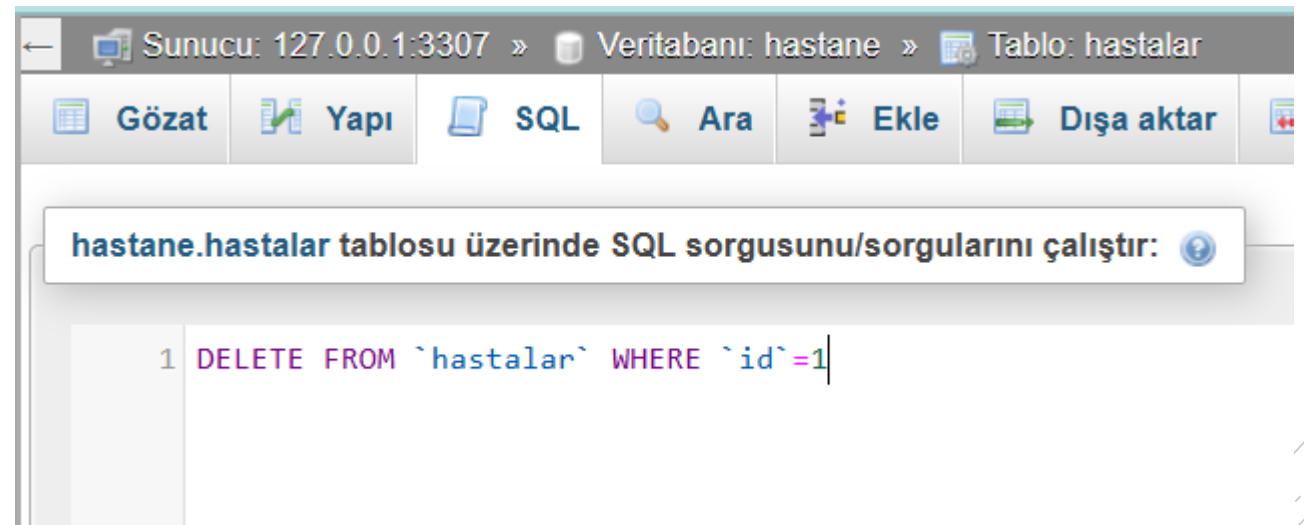 ← Sunucu: 127.0.0.1:3307 » Veritabanı: hastane » Tablo: hastalar
Gözat Yapı SQL Ara Ekle Dışa aktar
hastane.hastalar tablosu üzerinde SQL sorgusunu/sorgularını çalıştır:
1 DELETE FROM `hastalar` WHERE `id`=1